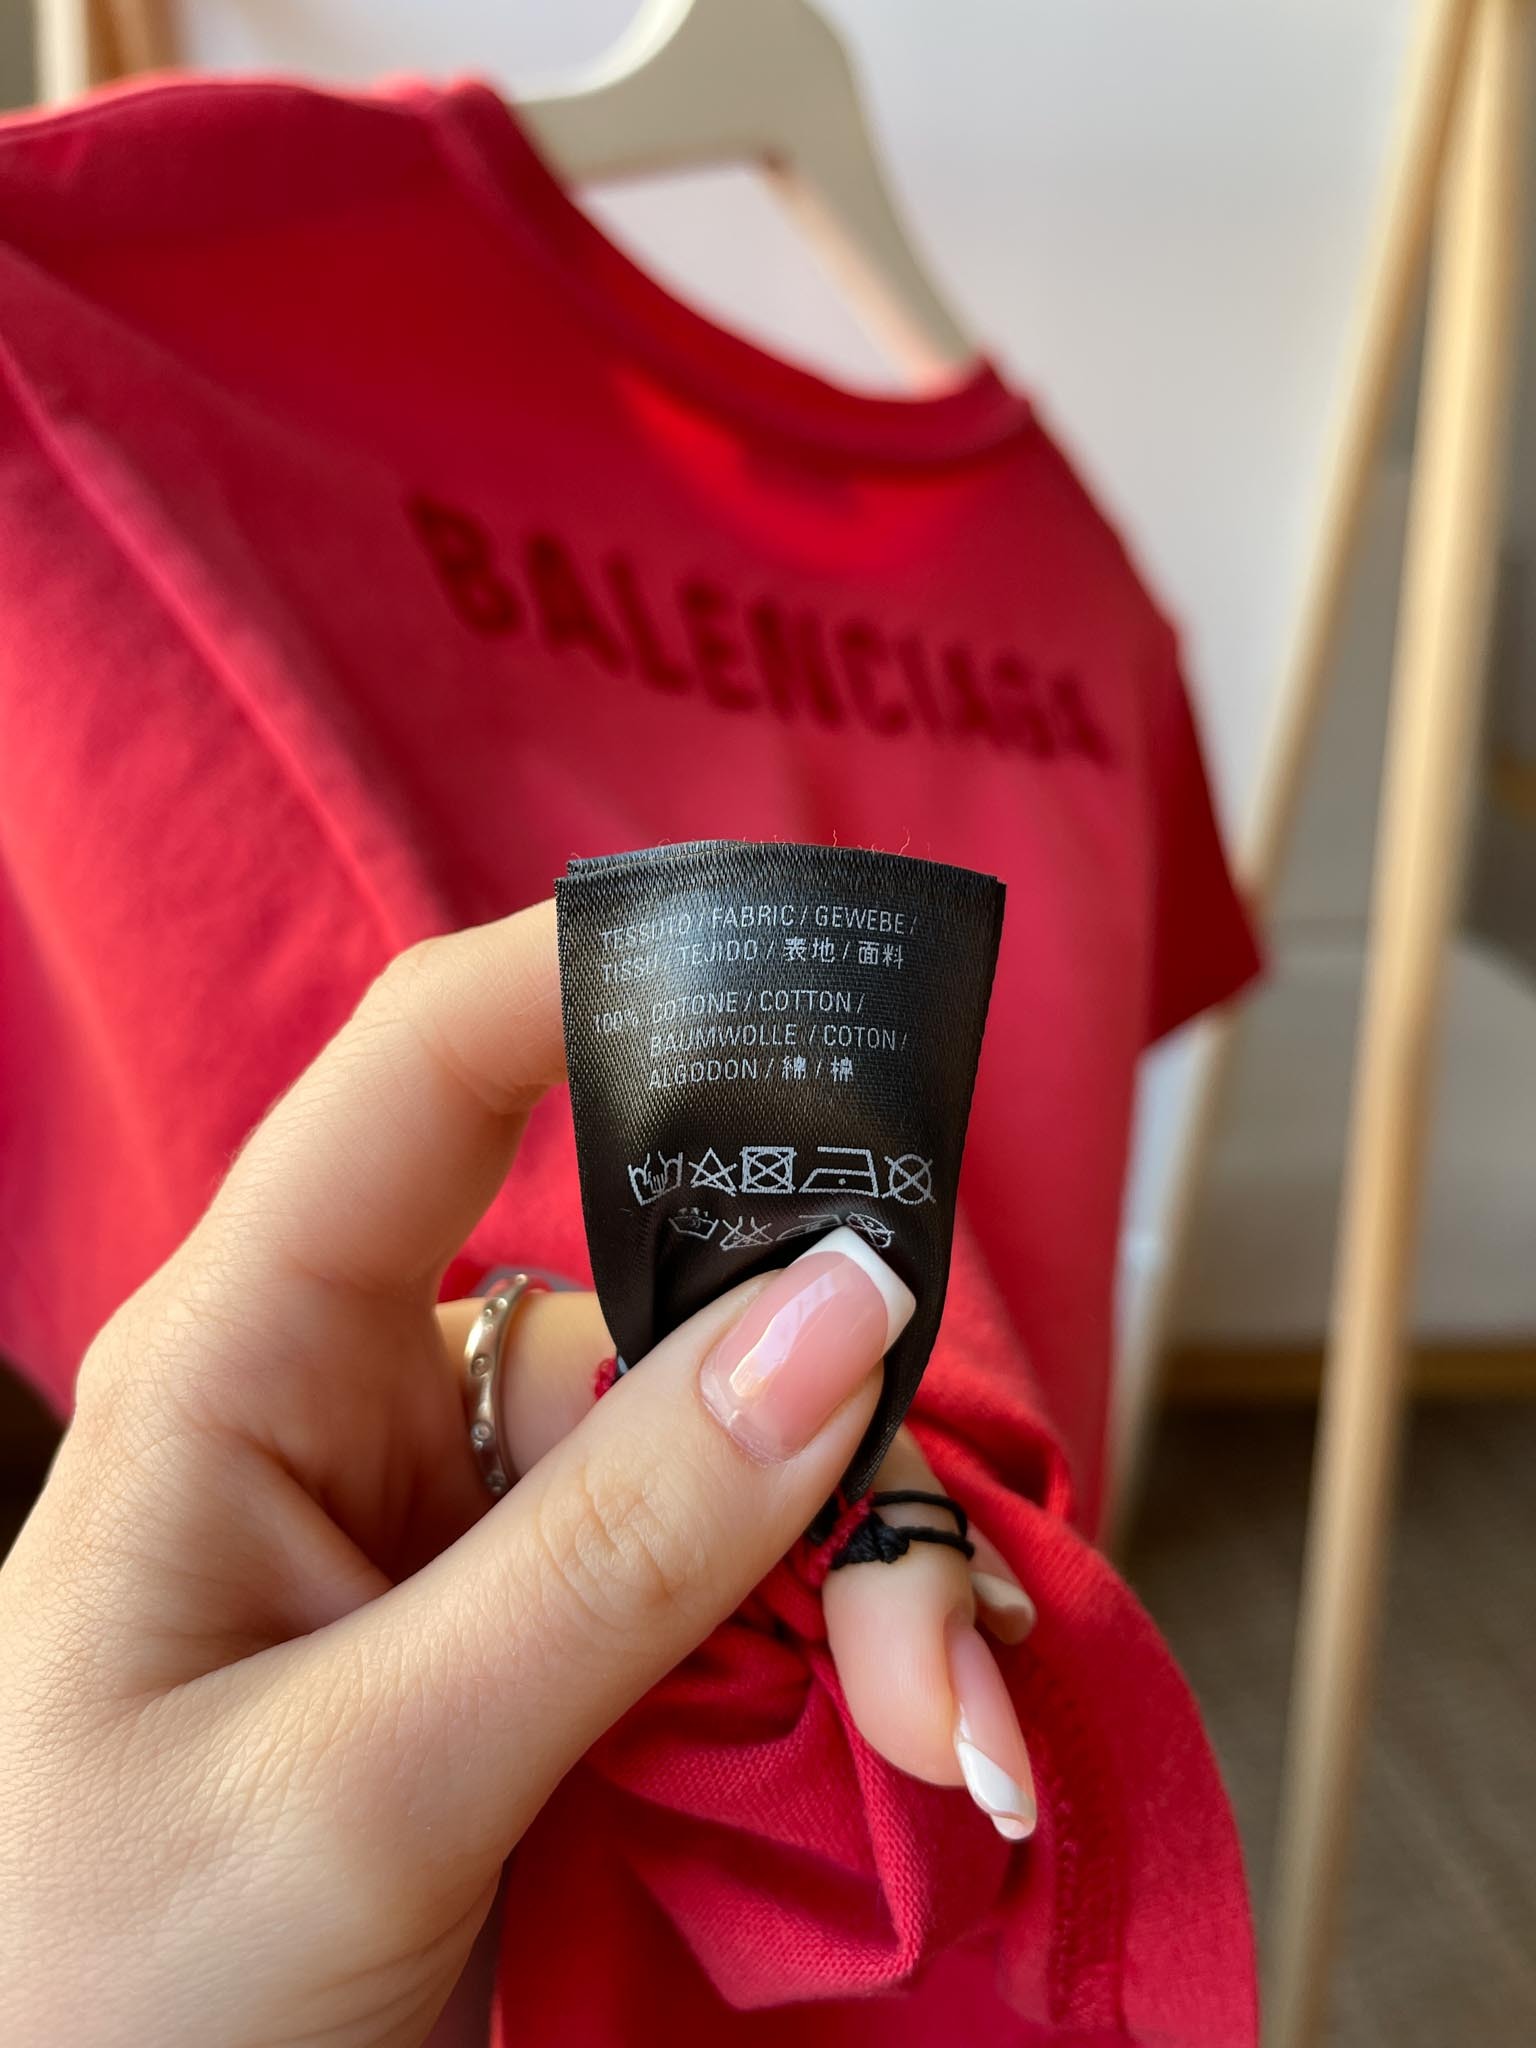 BALENCIAGA
TESSUTO / FABRIC / GEWEBE /
TISSU / TEJIDO / 表地 / 面料
100% COTONE / COTTON /
BAUMWOLLE / COTON /
ALGODON / 綿 / 棉